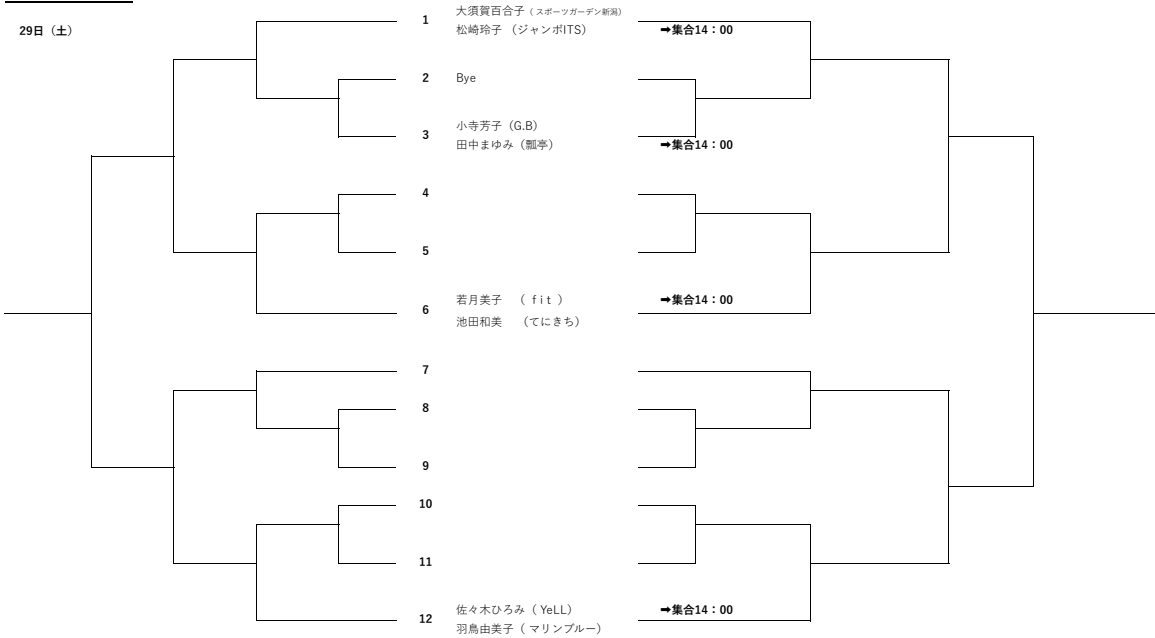 29日（土）
1 大須賀百合子（スポーツガーデン新潟）
松崎玲子（ジャンボITS） ➡集合14：00
2 Bye
3 小寺芳子（G.B）
田中まゆみ（瓢亭） ➡集合14：00
4
5
6 若月美子　（ｆｉｔ） ➡集合14：00
池田和美　（てにきち）
7
8
9
10
11
12 佐々木ひろみ（YeLL） ➡集合14：00
羽鳥由美子（マリンブルー）